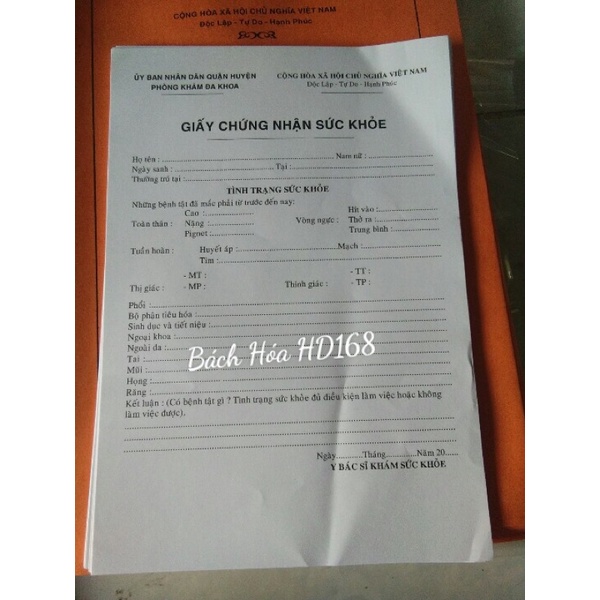 CỘNG HÒA XÃ HỘI CHỦ NGHĨA VIỆT NAM
Độc Lập - Tự Do - Hạnh Phúc
ỦY BAN NHÂN DÂN QUẬN HUYỆN
PHÒNG KHÁM ĐA KHOA
CỘNG HÒA XÃ HỘI CHỦ NGHĨA VIỆT NAM
Độc Lập - Tự Do - Hạnh Phúc
GIẤY CHỨNG NHẬN SỨC KHỎE
Họ tên : Nam nữ :
Ngày sanh : Tại :
Thường trú tại :
TÌNH TRẠNG SỨC KHỎE
Những bệnh tật đã mắc phải từ trước đến nay:
Cao : Hít vào :
Toàn thân : Nặng : Vòng ngực : Thở ra :
Pignet : Trung bình :
Tuần hoàn : Huyết áp : Mạch :
Tim :
- MT : - TT :
Thị giác : - MP : Thính giác : - TP :
Phổi :
Bộ phận tiêu hóa :
Sinh dục và tiết niệu :
Ngoại khoa :
Ngoài da :
Tai :
Mũi :
Họng :
Răng :
Bách Hóa HD168
Kết luận : (Có bệnh tật gì ? Tình trạng sức khỏe đủ điều kiện làm việc hoặc không
làm việc được).
Ngày............Tháng............Năm 20......
Y BÁC SĨ KHÁM SỨC KHỎE